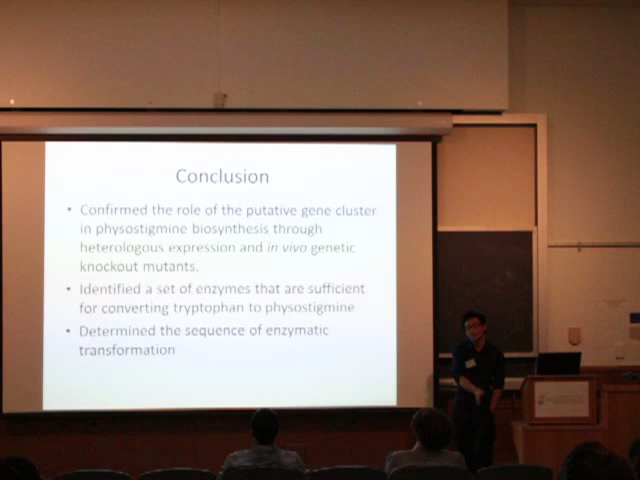 Conclusion
• Confirmed the role of the putative gene cluster
in physostigmine biosynthesis through
heterologous expression and in vivo genetic
knockout mutants.
• Identified a set of enzymes that are sufficient
for converting tryptophan to physostigmine
• Determined the sequence of enzymatic
transformation